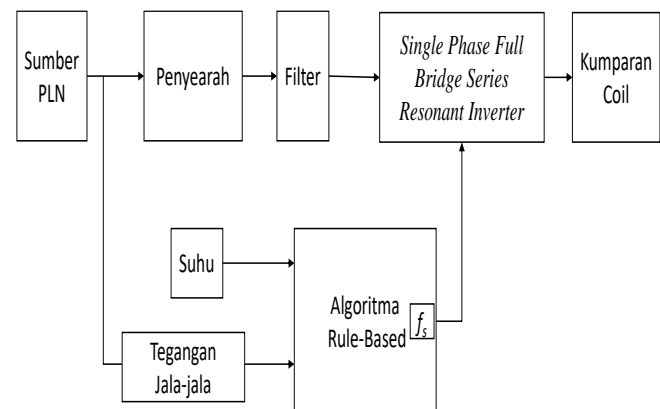 Sumber
PLN
Penyearah
Filter
Single Phase Full
Bridge Series
Resonant Inverter
Kumparan
Coil
Suhu
Algoritma
Rule-Based
fs
Tegangan
Jala-jala